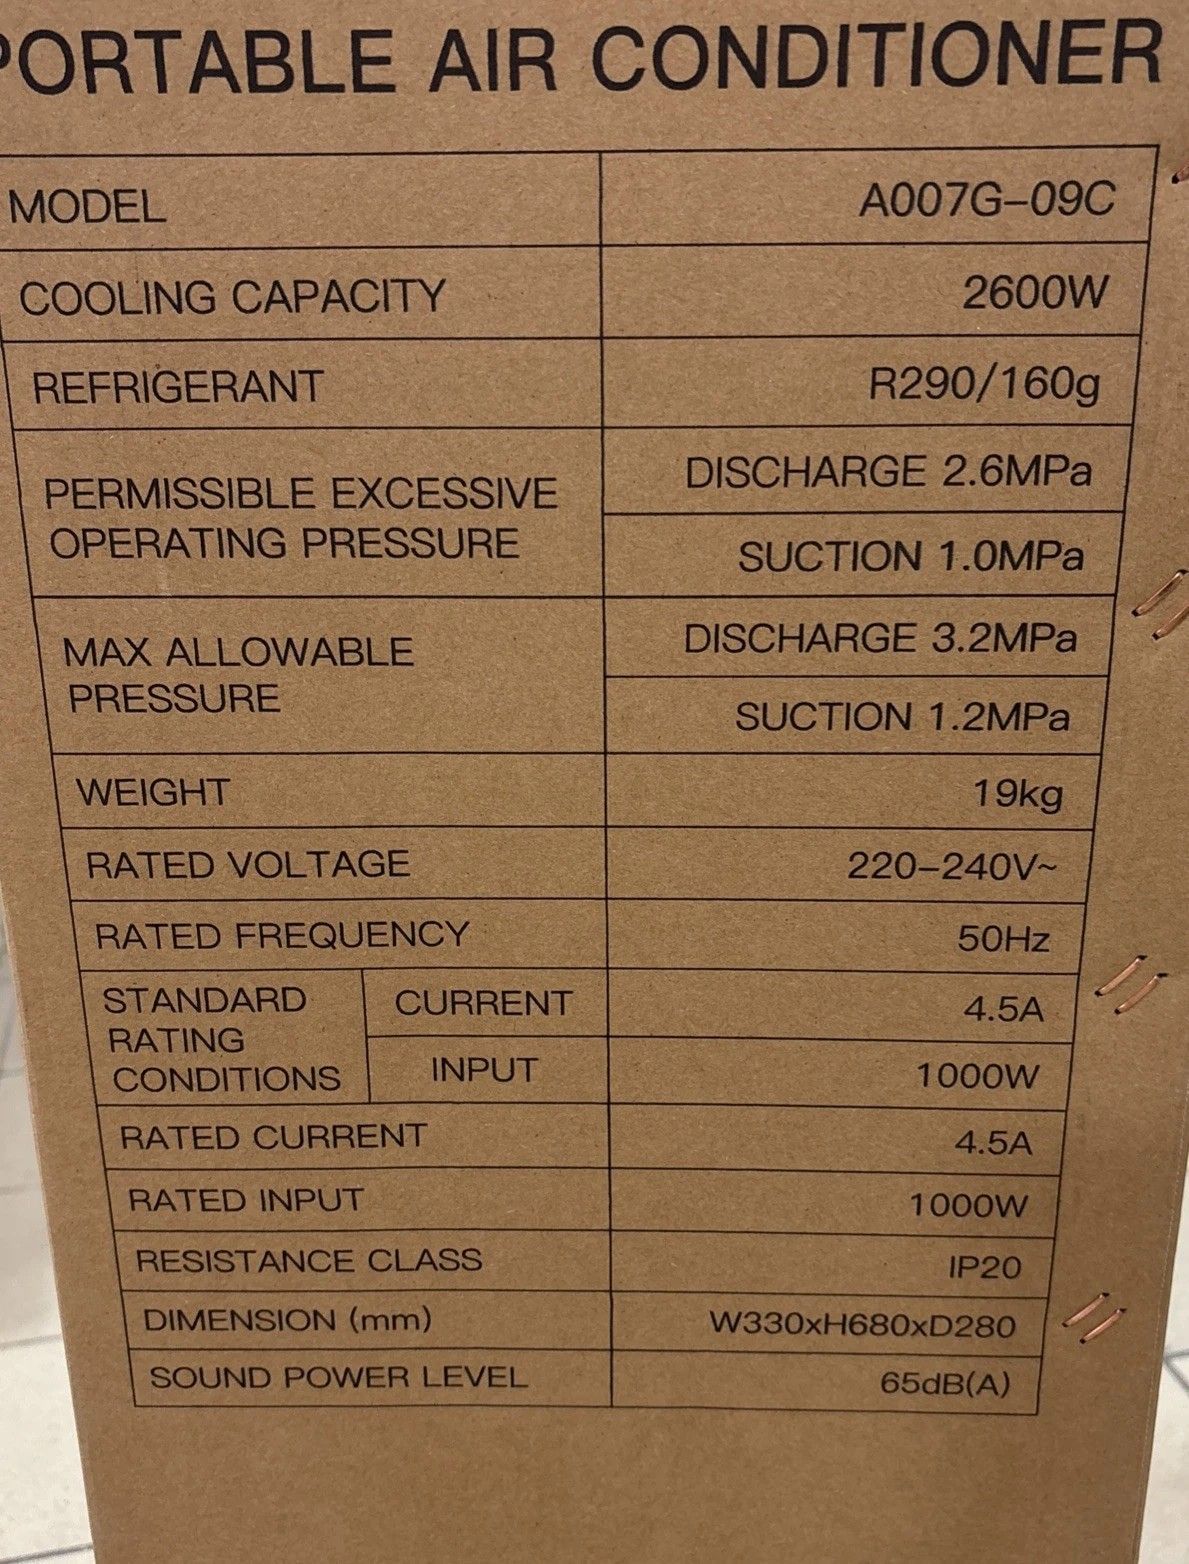 PORTABLE AIR CONDITIONER
MODEL A007G-09C
COOLING CAPACITY 2600W
REFRIGERANT R290/160g
PERMISSIBLE EXCESSIVE
OPERATING PRESSURE
DISCHARGE 2.6MPa
SUCTION 1.0MPa
MAX ALLOWABLE
PRESSURE
DISCHARGE 3.2MPa
SUCTION 1.2MPa
WEIGHT 19kg
RATED VOLTAGE 220-240V~
RATED FREQUENCY 50Hz
STANDARD
RATING
CONDITIONS
CURRENT 4.5A
INPUT 1000W
RATED CURRENT 4.5A
RATED INPUT 1000W
RESISTANCE CLASS IP20
DIMENSION (mm) W330xH680xD280
SOUND POWER LEVEL 65dB(A)